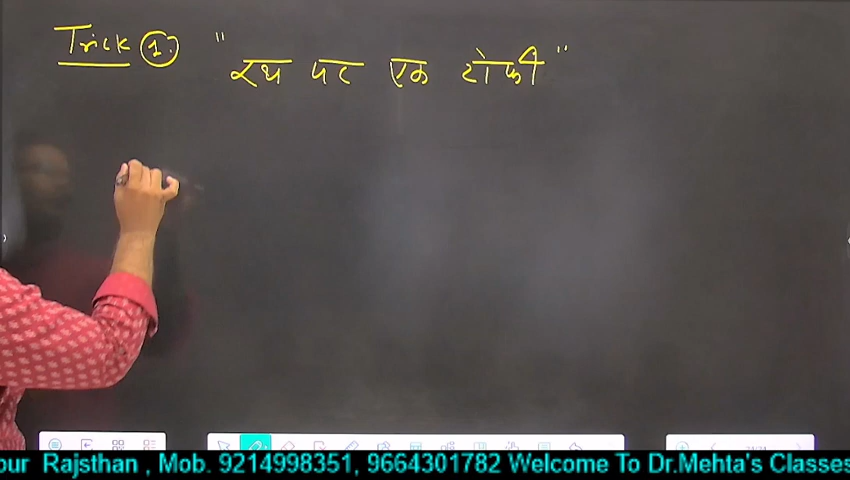 Trick 1. " रथ पर एक टोफी "
our Rajsthan , Mob. 9214998351, 9664301782 Welcome To Dr.Mehta's Classes